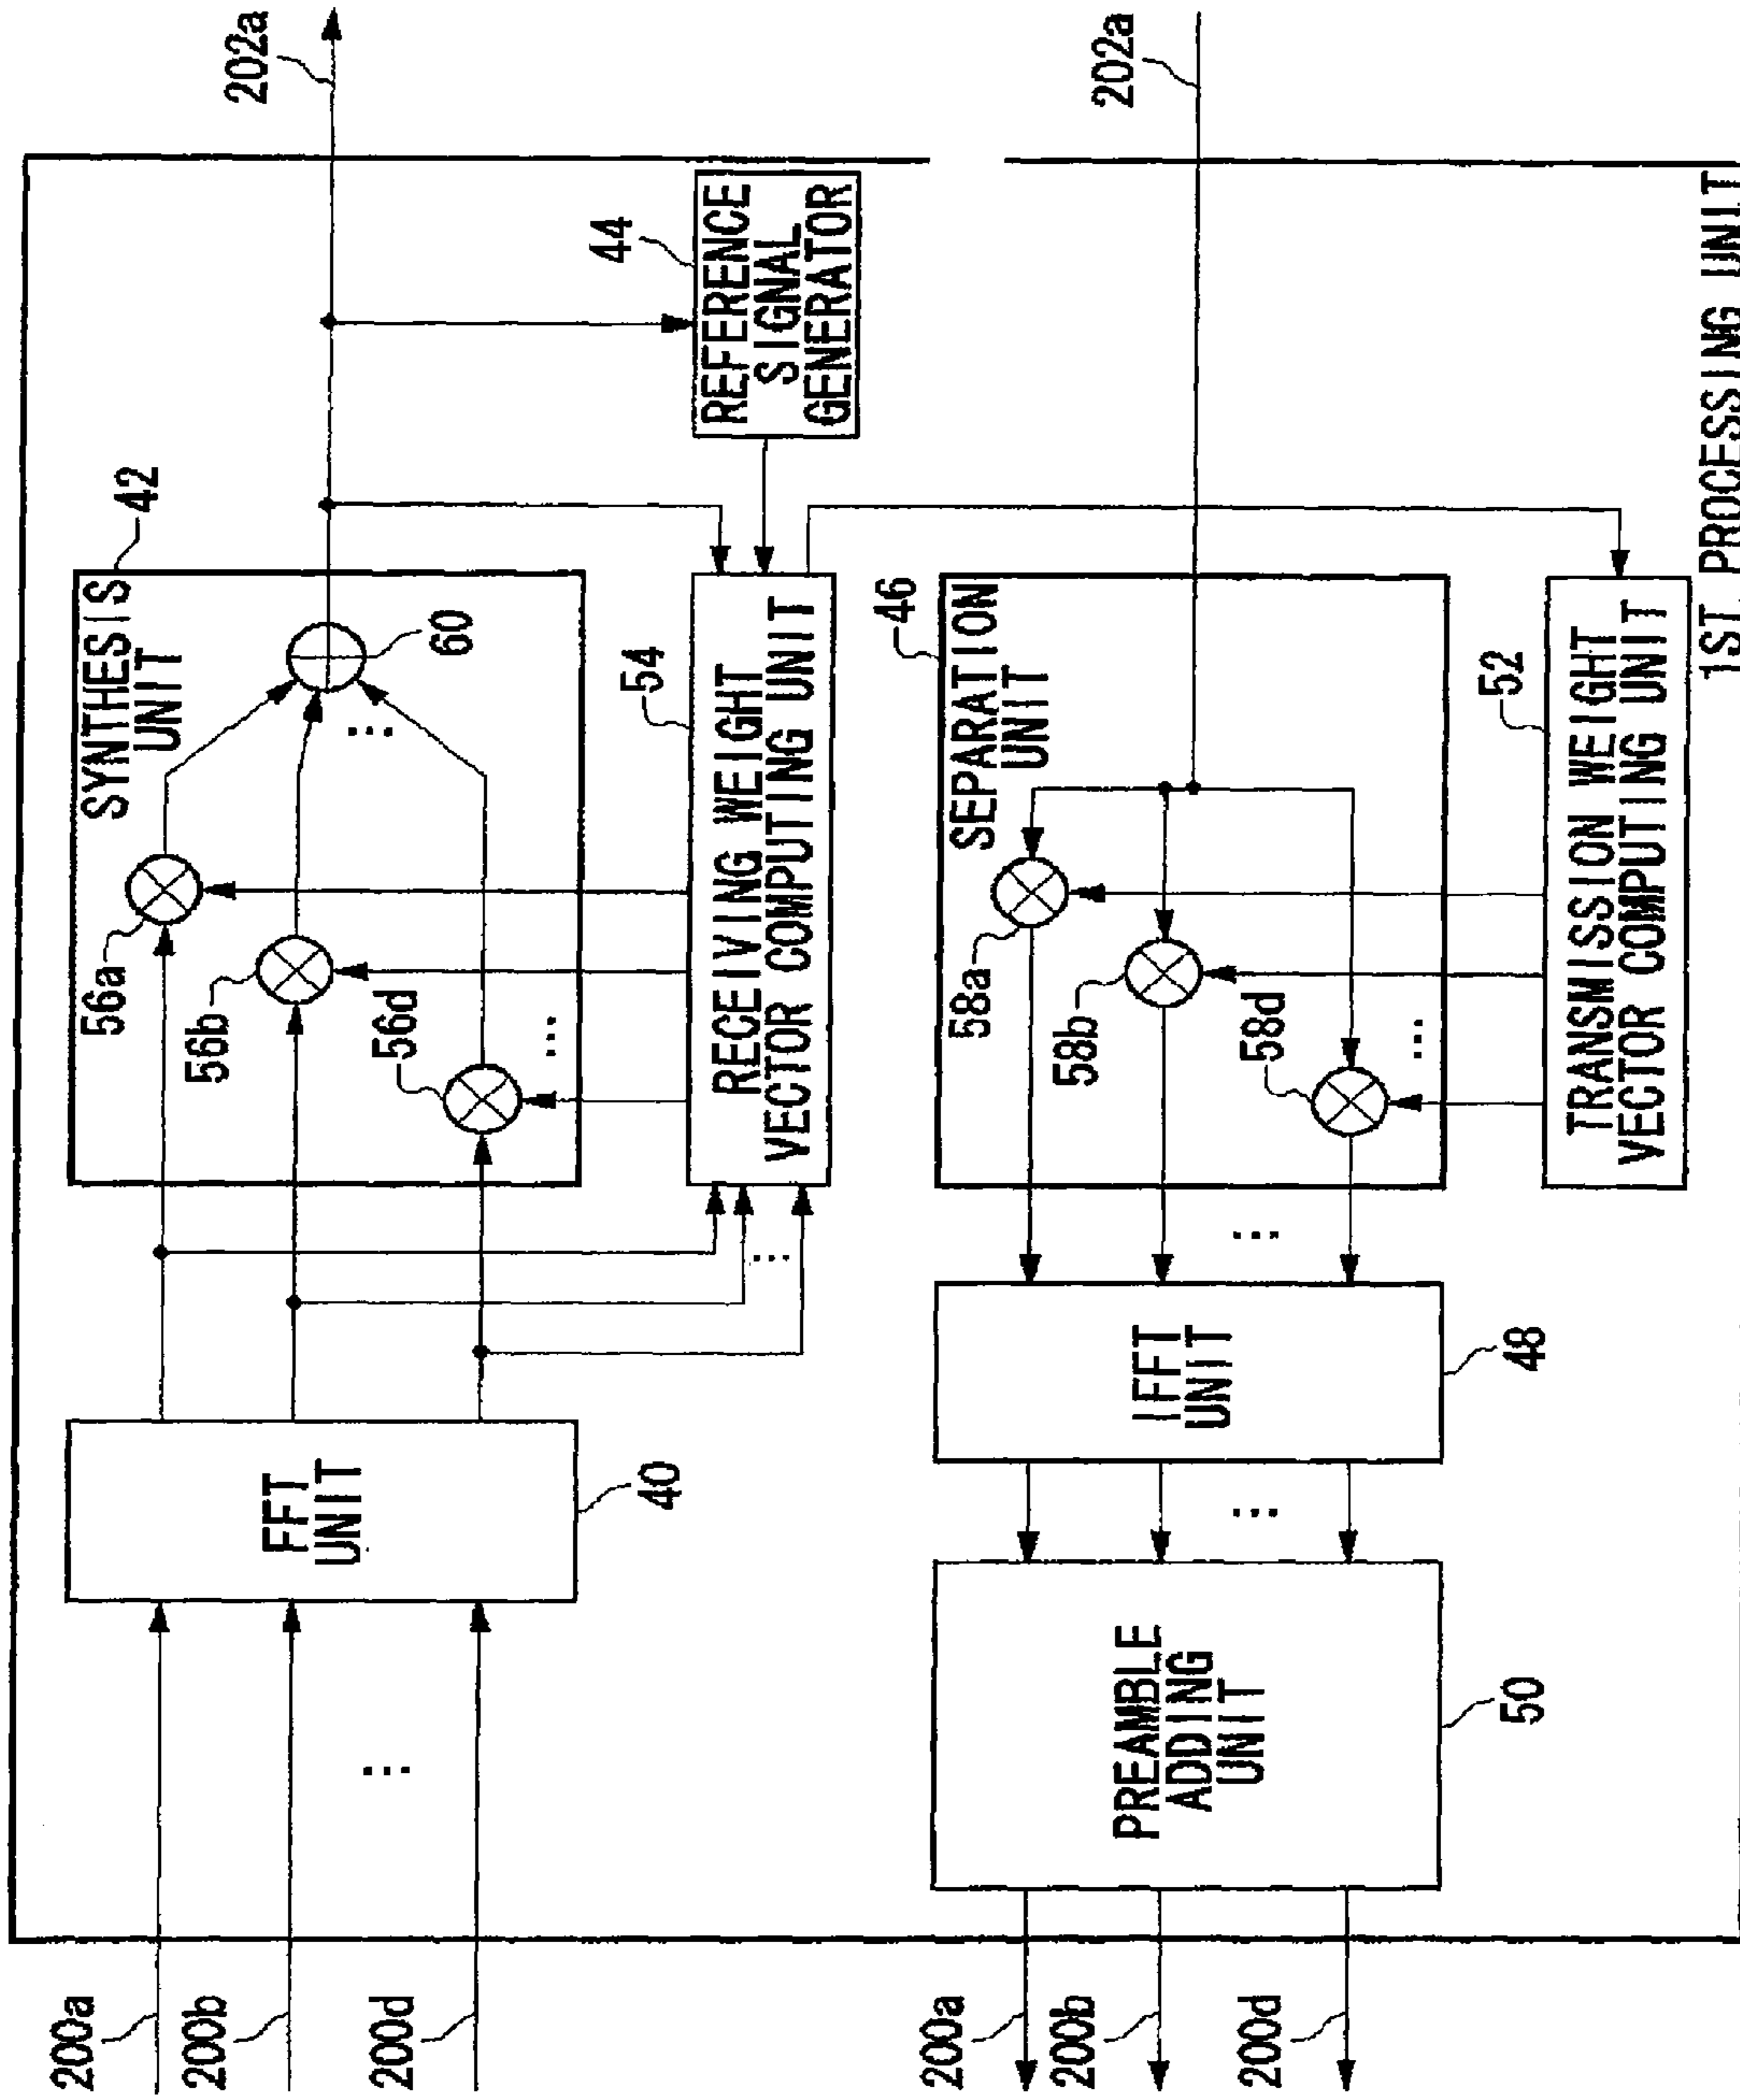 200a
200b
200d
...
FFT
UNIT
40
56a
56b
56d
...
SYNTHESIS
UNIT
42
...
60
202a
...
RECEIVING WEIGHT
VECTOR COMPUTING UNIT
54
REFERENCE
SIGNAL
GENERATOR
44
200a
200b
200d
PREAMBLE
ADDING
UNIT
50
...
IFFT
UNIT
48
...
SEPARATION
UNIT
46
58a
58b
58d
...
202a
TRANSMISSION WEIGHT
VECTOR COMPUTING UNIT
52
1ST PROCESSING UNIT